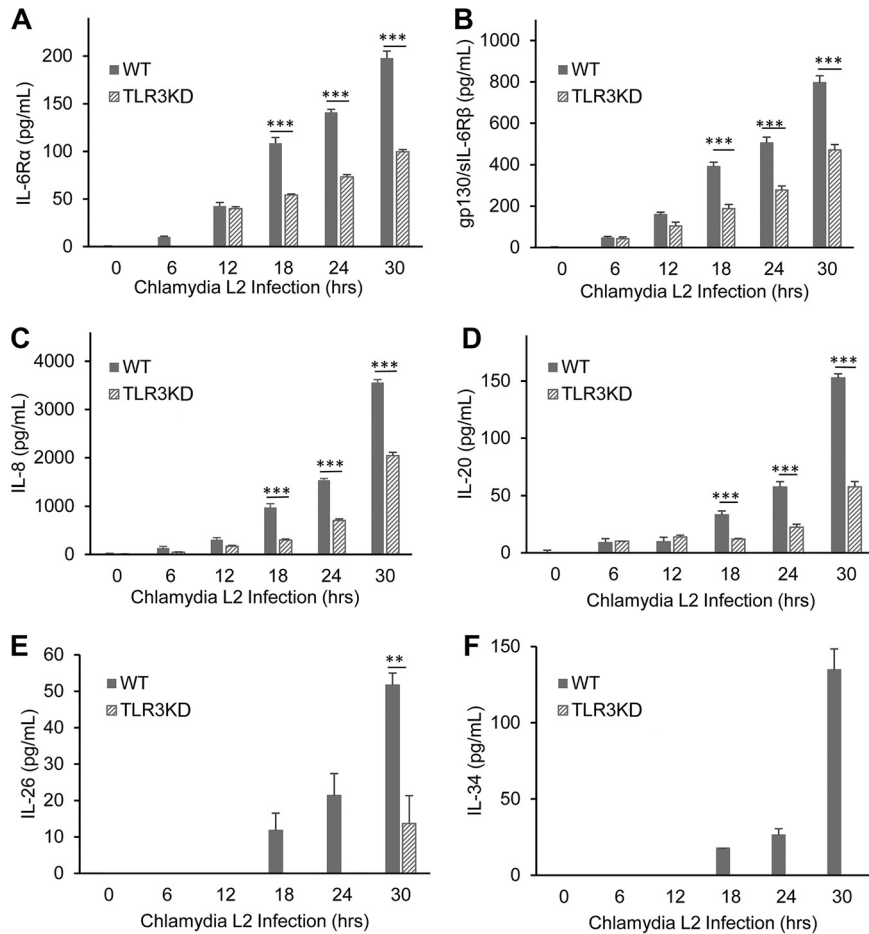 A
IL-6Rα (pg/mL)
200
150
100
50
0
WT
TLR3KD
***
***
***
0 6 12 18 24 30
Chlamydia L2 Infection (hrs)
B
gp130/sIL-6Rβ (pg/mL)
1000
800
600
400
200
0
WT
TLR3KD
***
***
***
0 6 12 18 24 30
Chlamydia L2 Infection (hrs)
C
IL-8 (pg/mL)
4000
3000
2000
1000
0
WT
TLR3KD
***
***
***
0 6 12 18 24 30
Chlamydia L2 Infection (hrs)
D
IL-20 (pg/mL)
150
100
50
0
WT
TLR3KD
***
***
***
0 6 12 18 24 30
Chlamydia L2 Infection (hrs)
E
IL-26 (pg/mL)
60
50
40
30
20
10
0
WT
TLR3KD
**
0 6 12 18 24 30
Chlamydia L2 Infection (hrs)
F
IL-34 (pg/mL)
150
100
50
0
WT
TLR3KD
0 6 12 18 24 30
Chlamydia L2 Infection (hrs)